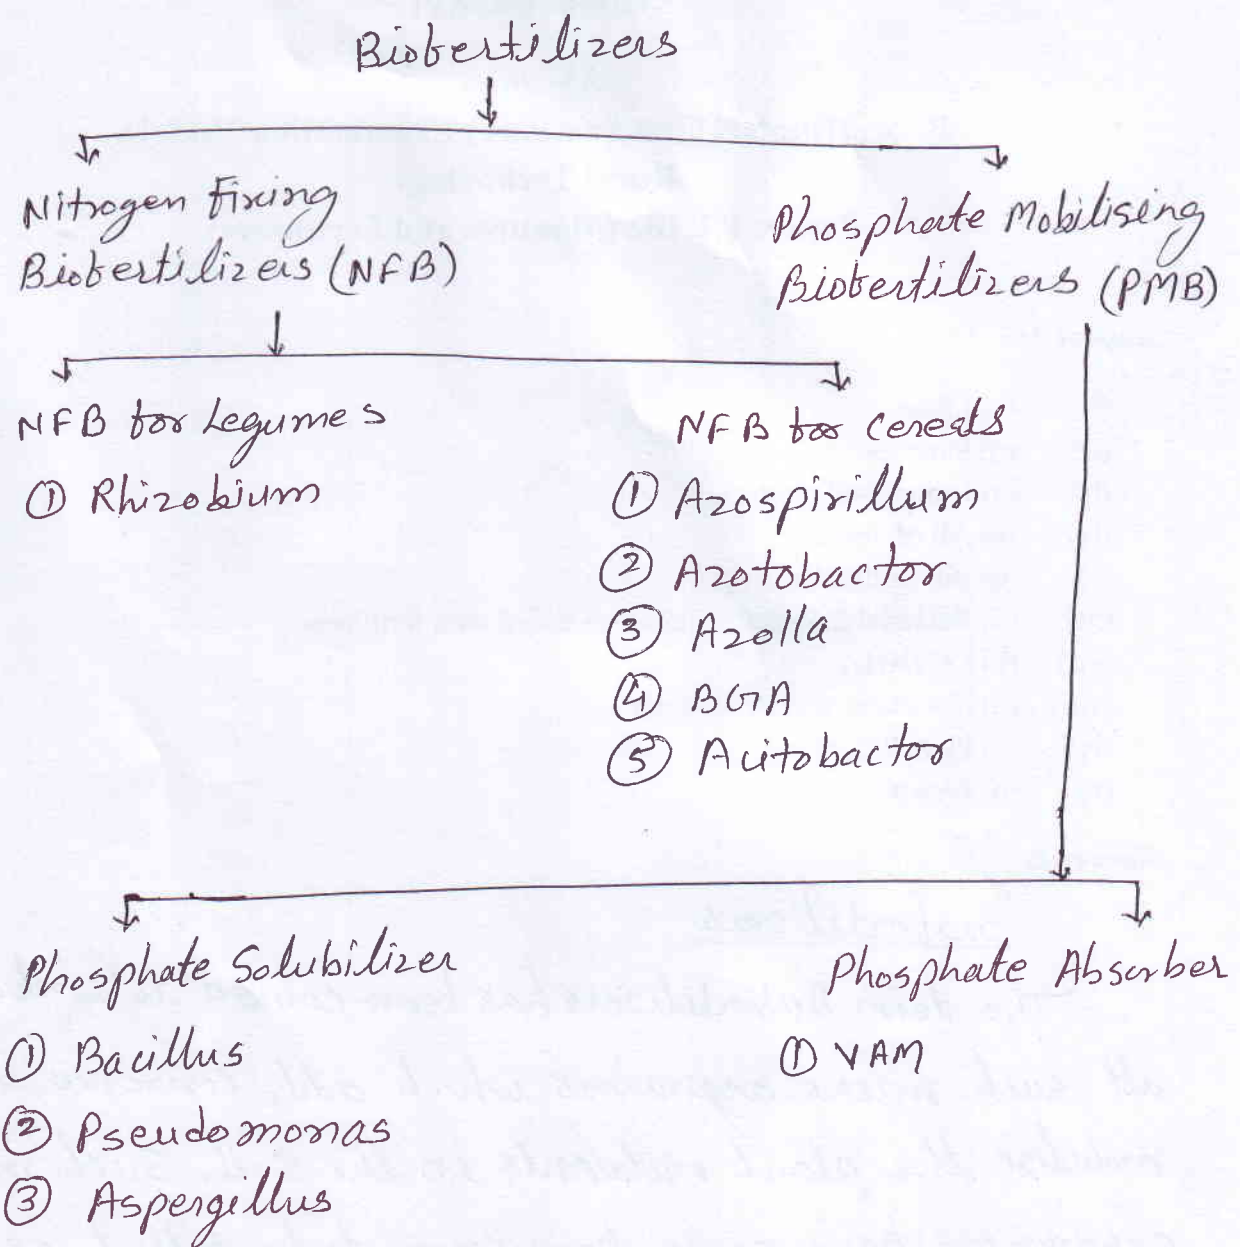 Biofertilizers
Nitrogen Fixing
Biofertilizers (NFB)
Phosphate Mobilising
Biofertilizers (PMB)
NFB for Legumes
① Rhizobium
NFB for cereals
① Azospirillum
② Azotobactor
③ Azolla
④ BGA
⑤ Acitobactor
Phosphate Solubilizer
① Bacillus
② Pseudomonas
③ Aspergillus
Phosphate Absorber
① VAM